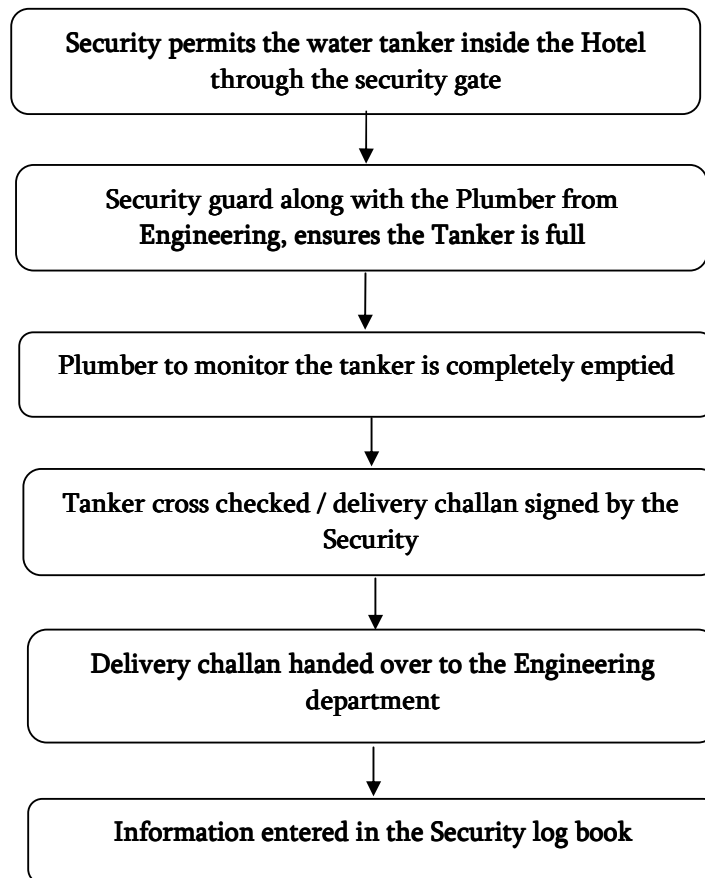 Security permits the water tanker inside the Hotel
through the security gate
Security guard along with the Plumber from
Engineering, ensures the Tanker is full
Plumber to monitor the tanker is completely emptied
Tanker cross checked / delivery challan signed by the
Security
Delivery challan handed over to the Engineering
department
Information entered in the Security log book